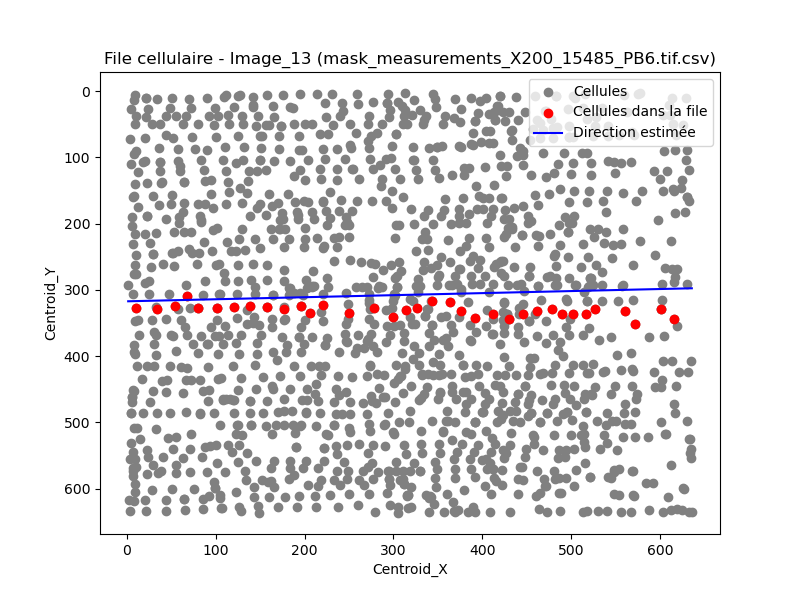 File cellulaire - Image_13 (mask_measurements_X200_15485_PB6.tif.csv)
Cellules
Cellules dans la file
Direction estimée
Centroid_Y
0
100
200
300
400
500
600
0 100 200 300 400 500 600
Centroid_X